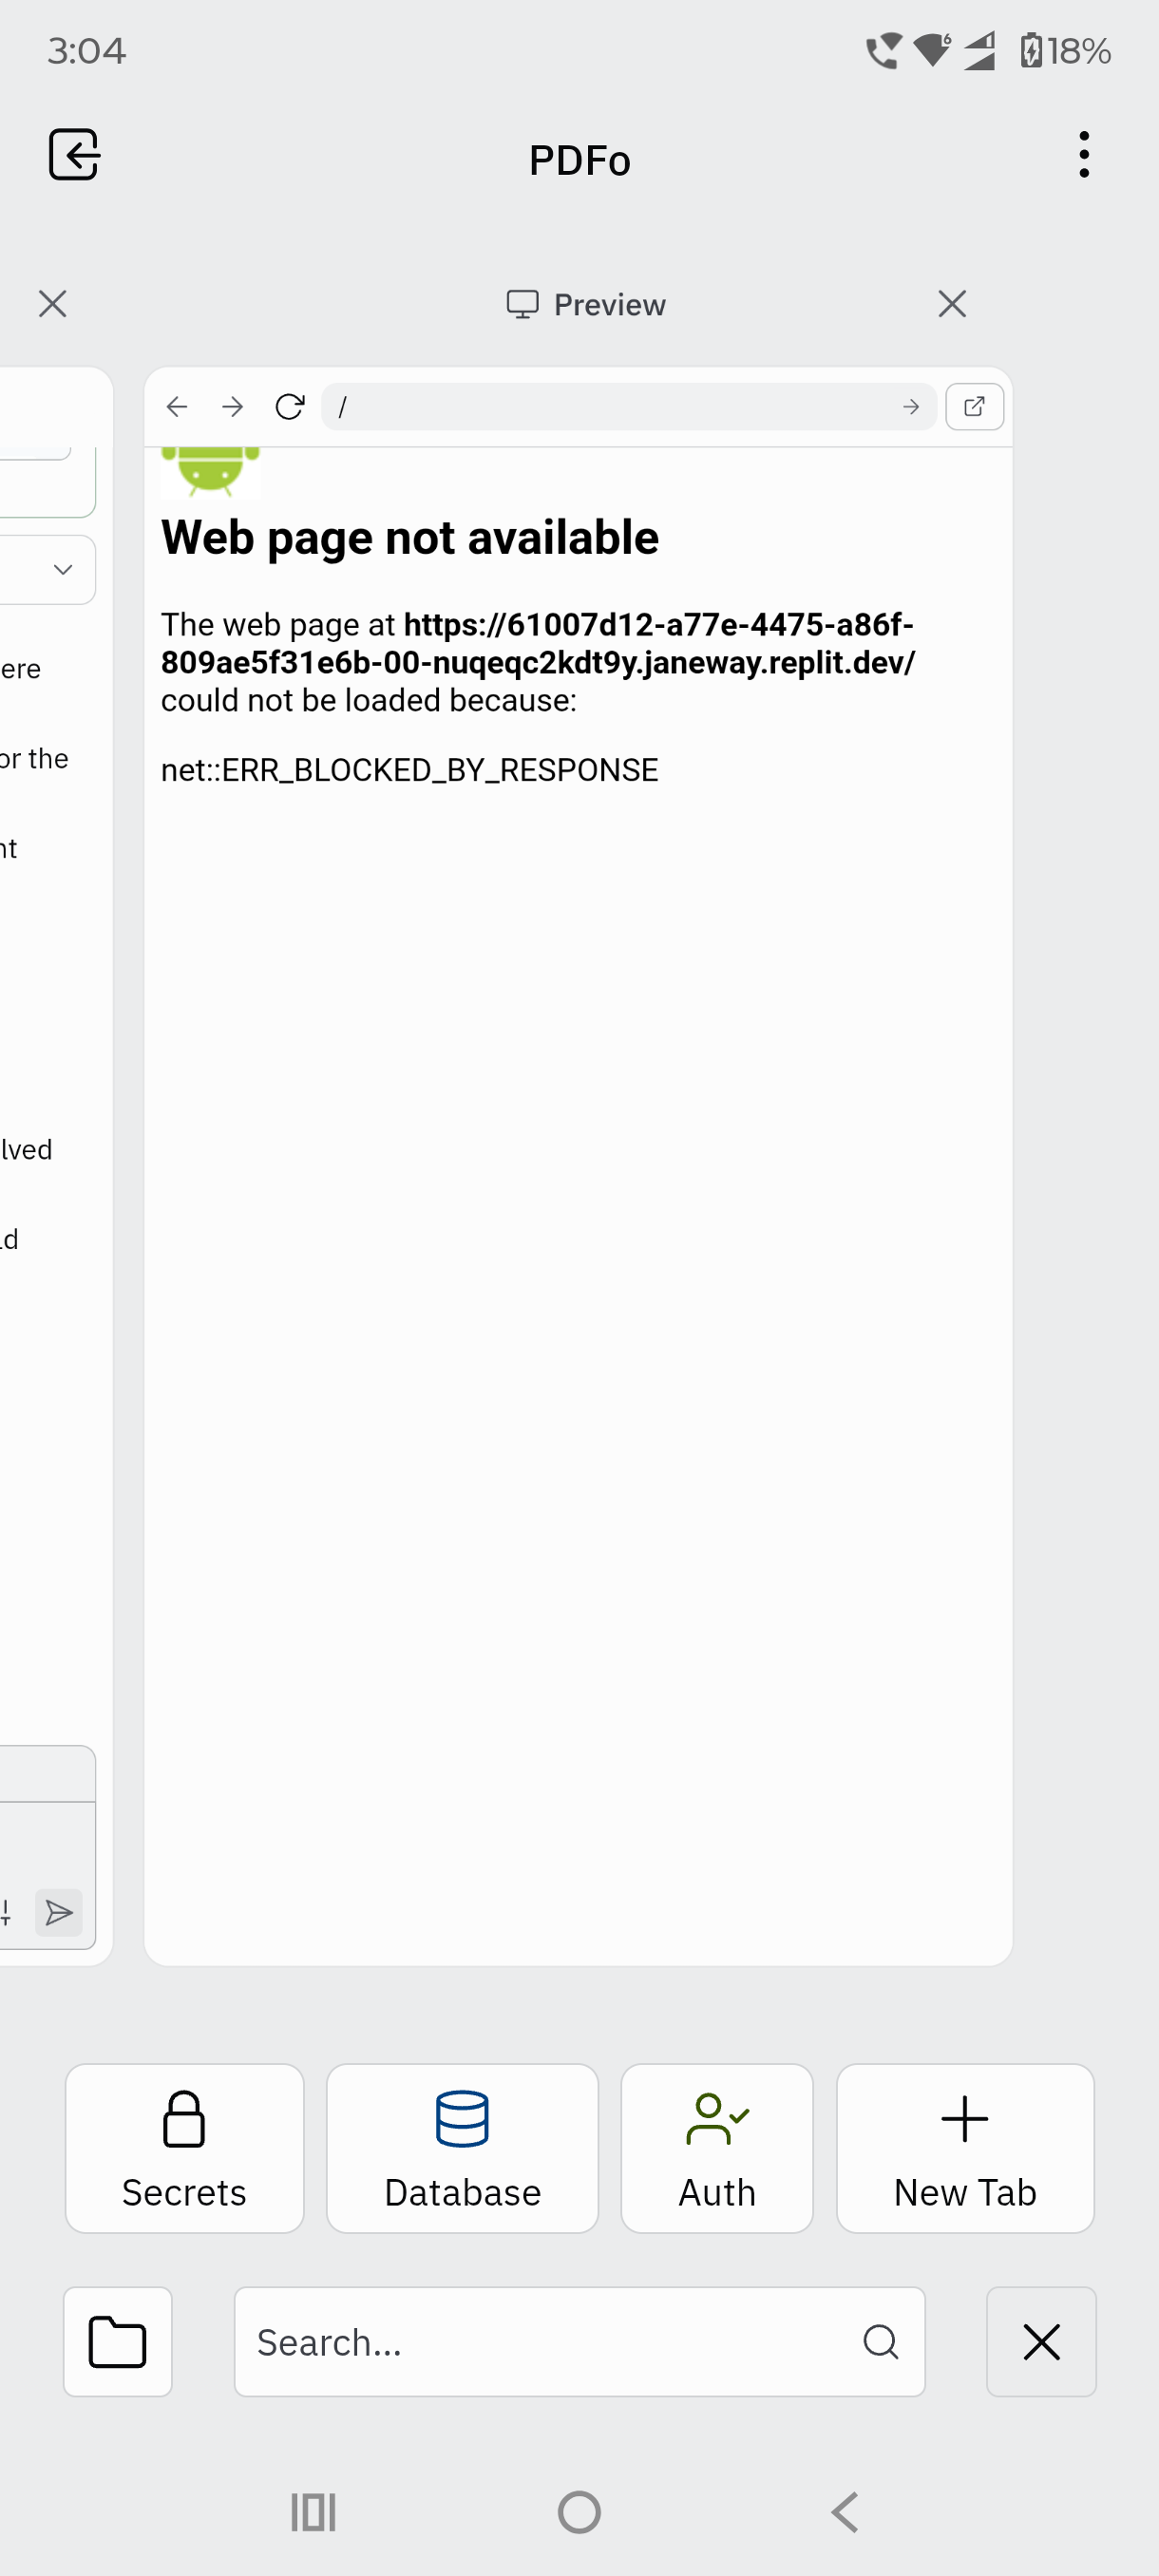 3:04
6
18%
PDFo
Preview
/
Web page not available
The web page at https://61007d12-a77e-4475-a86f-
809ae5f31e6b-00-nuqeqc2kdt9y.janeway.replit.dev/
could not be loaded because:
net::ERR_BLOCKED_BY_RESPONSE
ere
or the
nt
lved
ld
Secrets
Database
Auth
New Tab
Search...